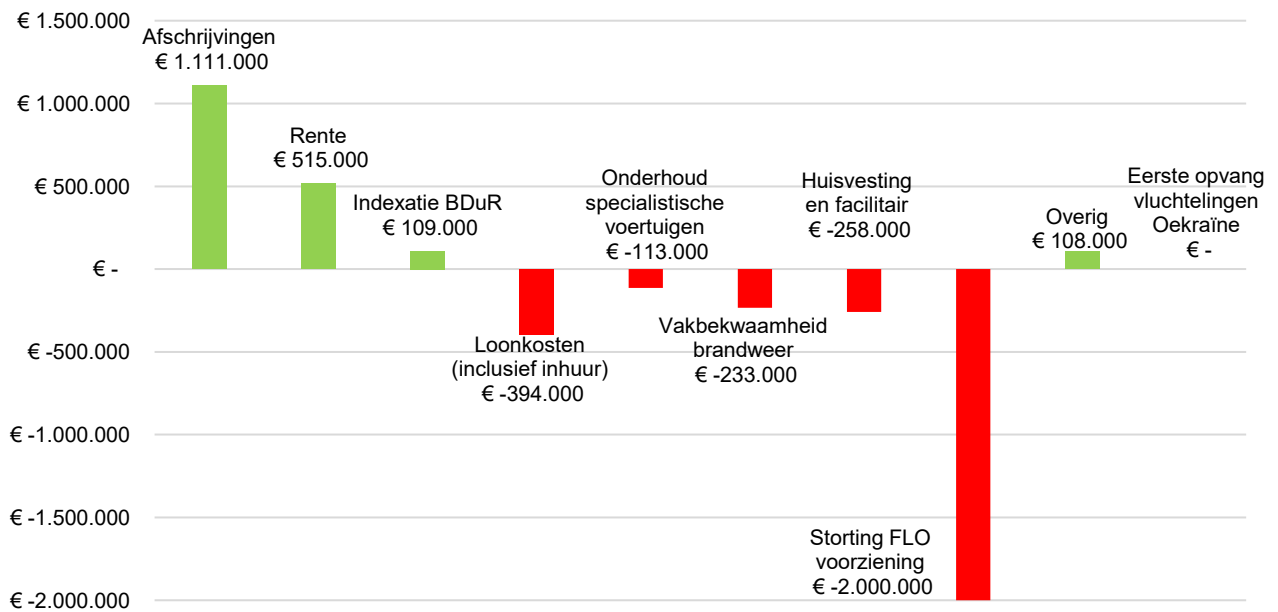 € 1.500.000
€ 1.000.000
€ 500.000
€ -
€ -500.000
€ -1.000.000
€ -1.500.000
€ -2.000.000
Afschrijvingen
€ 1.111.000
Rente
€ 515.000
Indexatie BDuR
€ 109.000
Loonkosten
(inclusief inhuur)
€ -394.000
Onderhoud
specialistische
voertuigen
€ -113.000
Vakbekwaamheid
brandweer
€ -233.000
Huisvesting
en facilitair
€ -258.000
Storting FLO
voorziening
€ -2.000.000
Overig
€ 108.000
Eerste opvang
vluchtelingen
Oekraïne
€ -